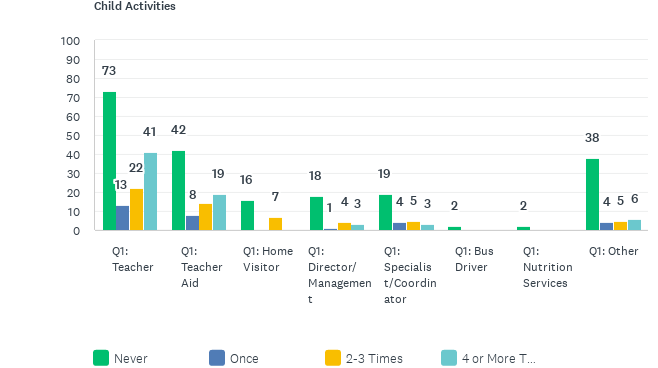 Child Activities
100
90
80
70
60
50
40
30
20
10
0
73
13
22
41
42
8
19
16
7
18
1
4
3
19
4
5
3
2
2
38
4
5
6
Q1:
Teacher
Q1:
Teacher
Aid
Q1: Home
Visitor
Q1:
Director/
Managemen
t
Q1:
Specialis
t/Coordin
ator
Q1: Bus
Driver
Q1:
Nutrition
Services
Q1: Other
Never
Once
2-3 Times
4 or More T...